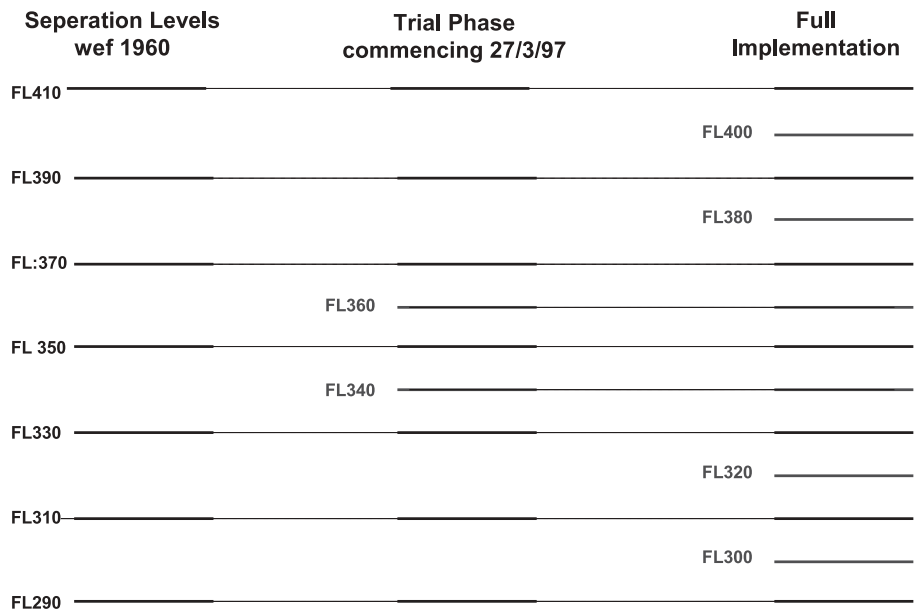 Seperation Levels
wef 1960
Trial Phase
commencing 27/3/97
Full
Implementation
FL410
FL400
FL390
FL380
FL:370
FL360
FL 350
FL340
FL330
FL320
FL310
FL300
FL290